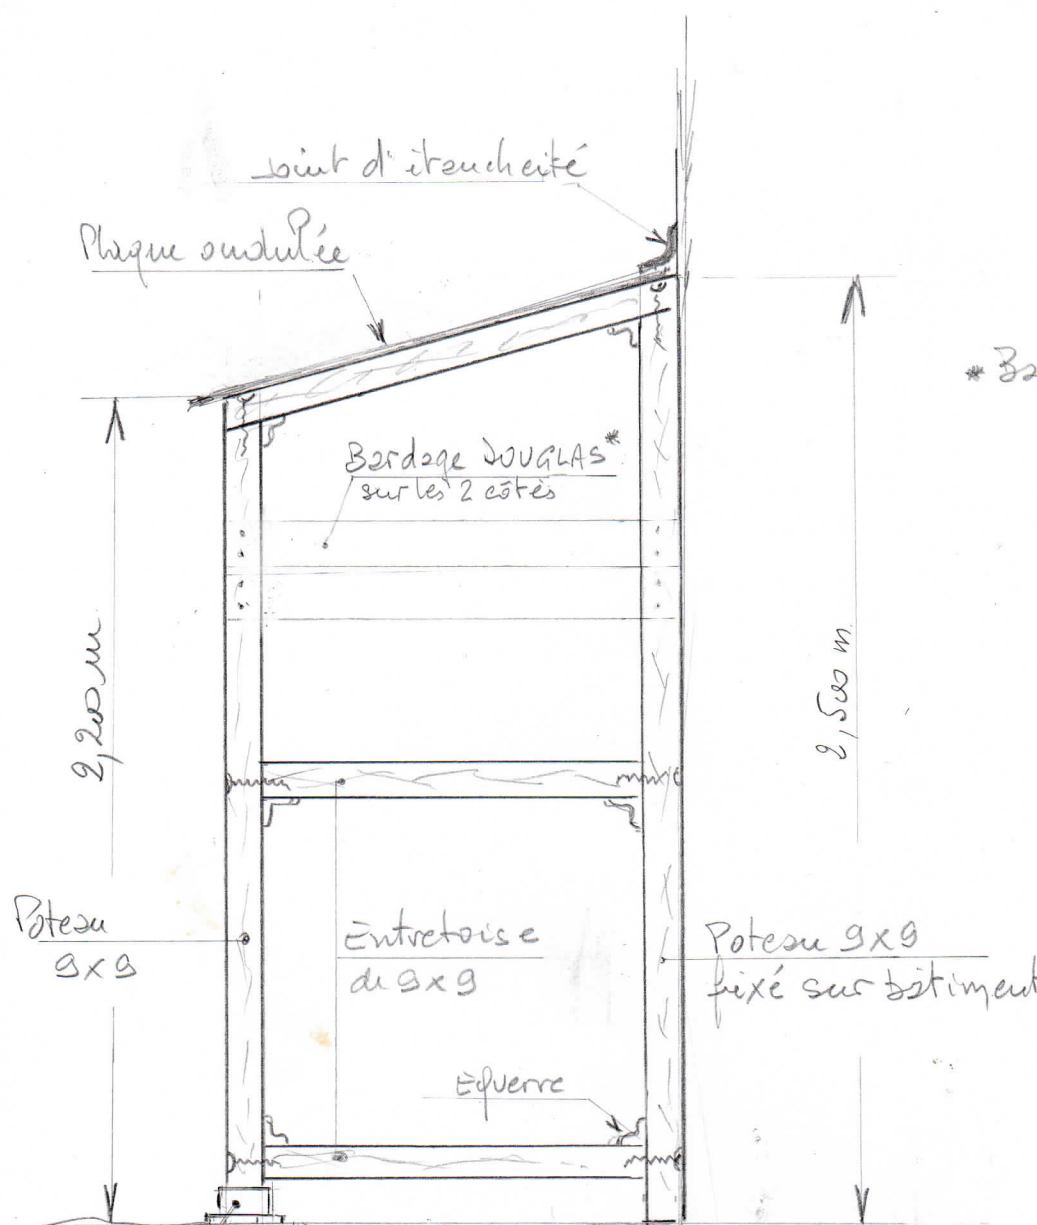 Joint d'étanchéité
Plaque ondulée
* Ba
Bardage DOUGLAS*
sur les 2 côtés
2,200 m
2,500 m
Poteau
9x9
Entretoise
de 9x9
Poteau 9x9
fixé sur bâtiment
Equerre